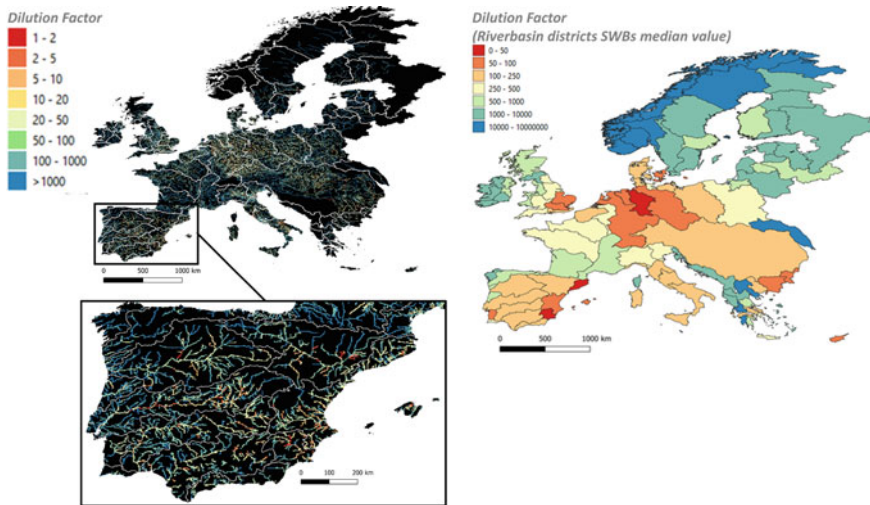 Dilution Factor
1 - 2
2 - 5
5 - 10
10 - 20
20 - 50
50 - 100
100 - 1000
>1000
0 500 1000 km
0 100 200 km
Dilution Factor
(Riverbasin districts SWBs median value)
0 - 50
50 - 100
100 - 250
250 - 500
500 - 1000
1000 - 10000
10000 - 10000000
0 500 1000 km